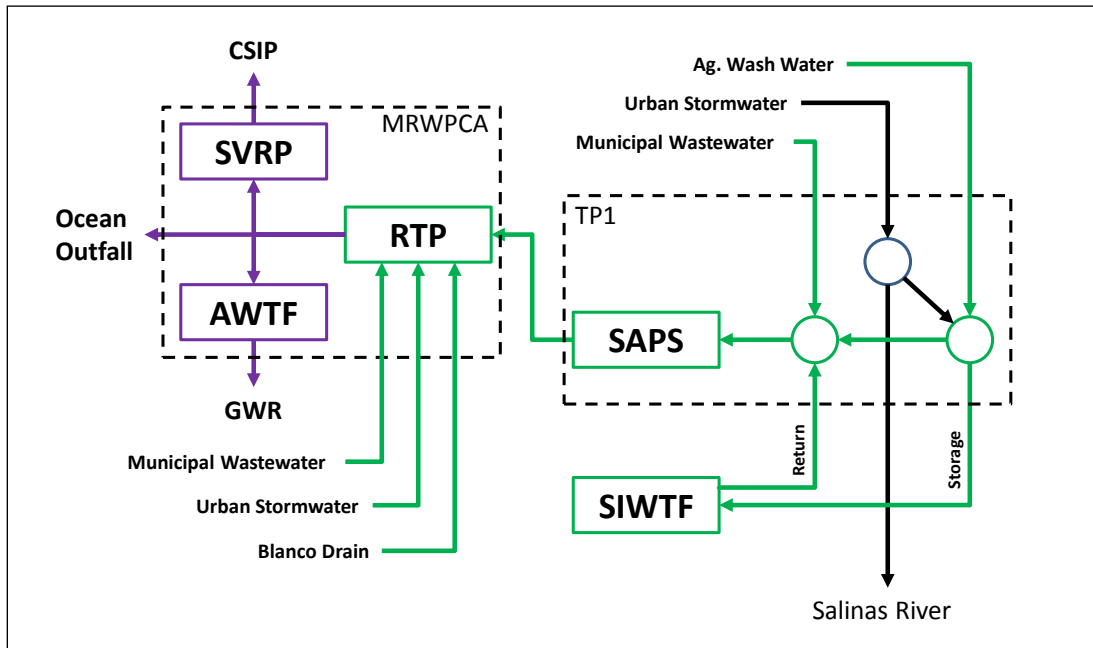 CSIP
Ag. Wash Water
Urban Stormwater
MRWPCA
Municipal Wastewater
SVRP
TP1
Ocean
Outfall
RTP
AWTF
SAPS
GWR
Return
Storage
Municipal Wastewater
SIWTF
Urban Stormwater
Blanco Drain
Salinas River